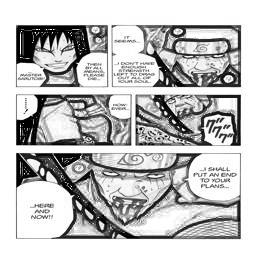 THEN
BY ALL
MEANS,
PLEASE
DIE...
MASTER
SARUTOBI!
IT
SEEMS...
...I DON'T HAVE
ENOUGH
STRENGTH
LEFT TO DRAG
OUT ALL OF
YOUR SOUL.
HOW-
EVER...
...I SHALL
PUT AN END
TO YOUR
PLANS...
...HERE
AND
NOW!!